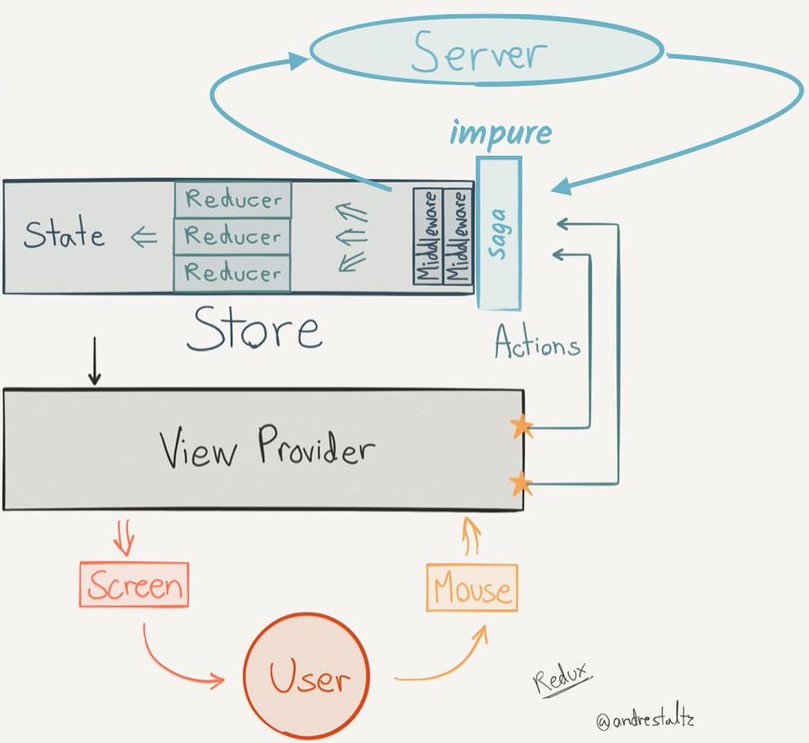 Server
impure
Reducer
State
Reducer
Reducer
Middleware
Middleware
saga
Store
Actions
View Provider
Screen
Mouse
User
Redux
@andrestaltz